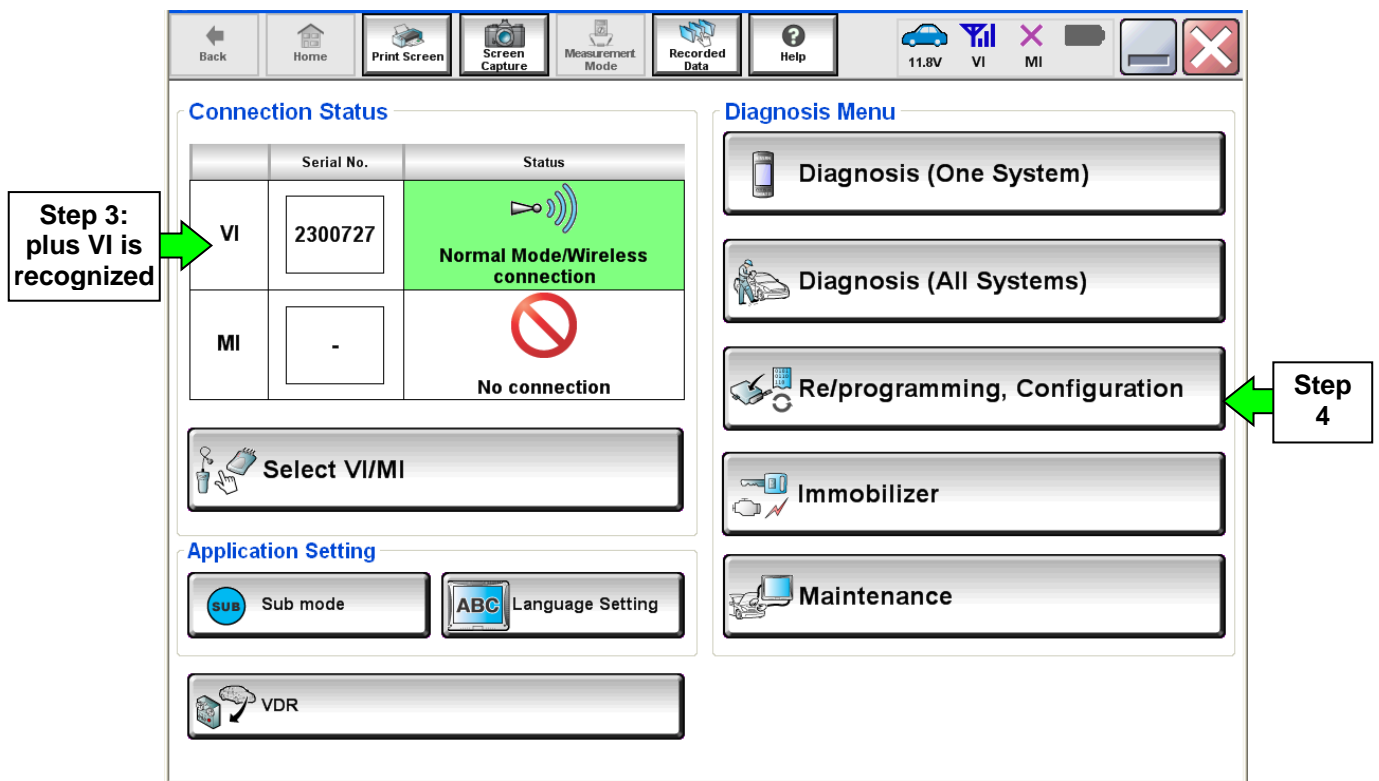 Back
Home
Print Screen
Screen
Capture
Measurement
Mode
Recorded
Data
Help
11.8V
VI
MI
Connection Status
Serial No.
Status
VI
2300727
Normal Mode/Wireless
connection
MI
-
No connection
Select VI/MI
Application Setting
SUB
Sub mode
ABC
Language Setting
VDR
Diagnosis Menu
Diagnosis (One System)
Diagnosis (All Systems)
Re/programming, Configuration
Immobilizer
Maintenance
Step 3:
plus VI is
recognized
Step
4